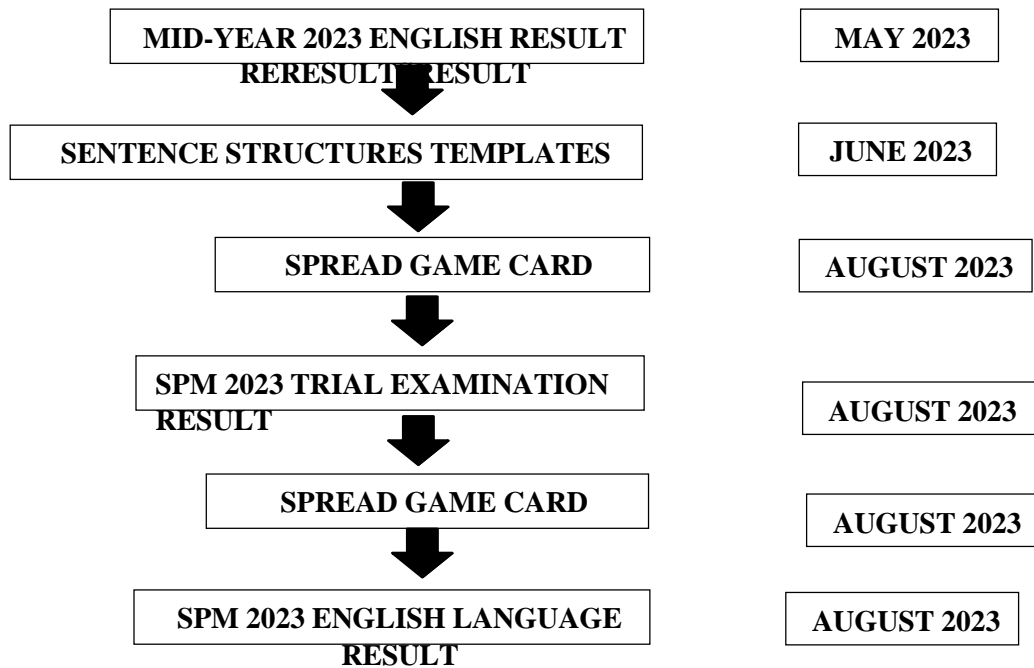 MID-YEAR 2023 ENGLISH RESULT
MAY 2023
RERESULT RESULT
SENTENCE STRUCTURES TEMPLATES
JUNE 2023
SPREAD GAME CARD
AUGUST 2023
SPM 2023 TRIAL EXAMINATION
RESULT
AUGUST 2023
SPREAD GAME CARD
AUGUST 2023
SPM 2023 ENGLISH LANGUAGE
RESULT
AUGUST 2023